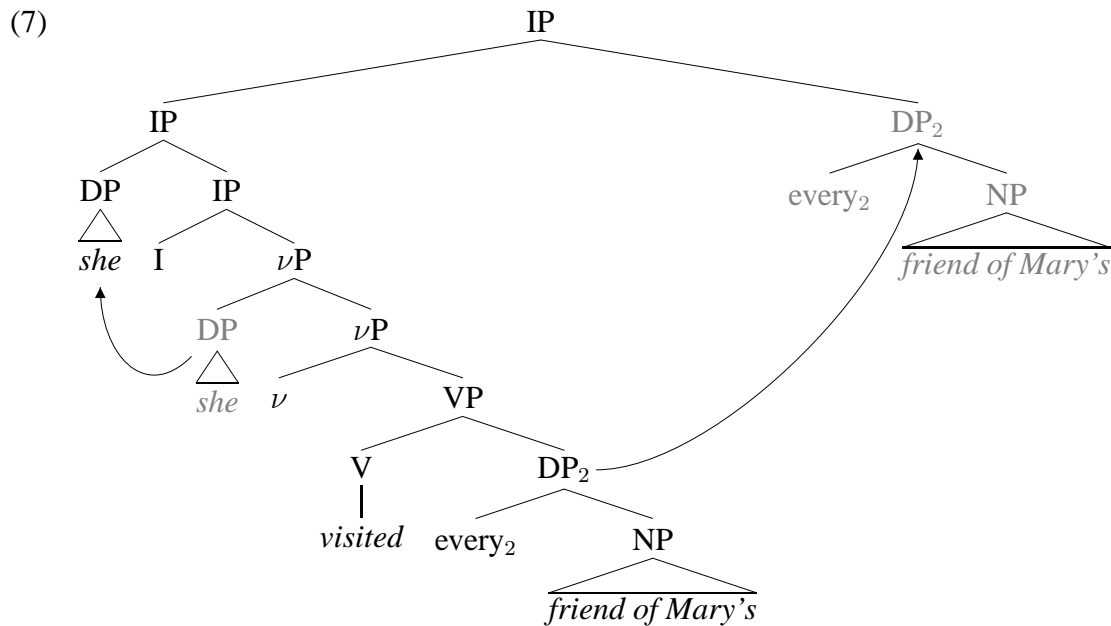 (7) IP
IP DP₂
DP IP every₂ NP
she I νP friend of Mary's
DP νP
she ν VP
V DP₂
visited every₂ NP
friend of Mary's